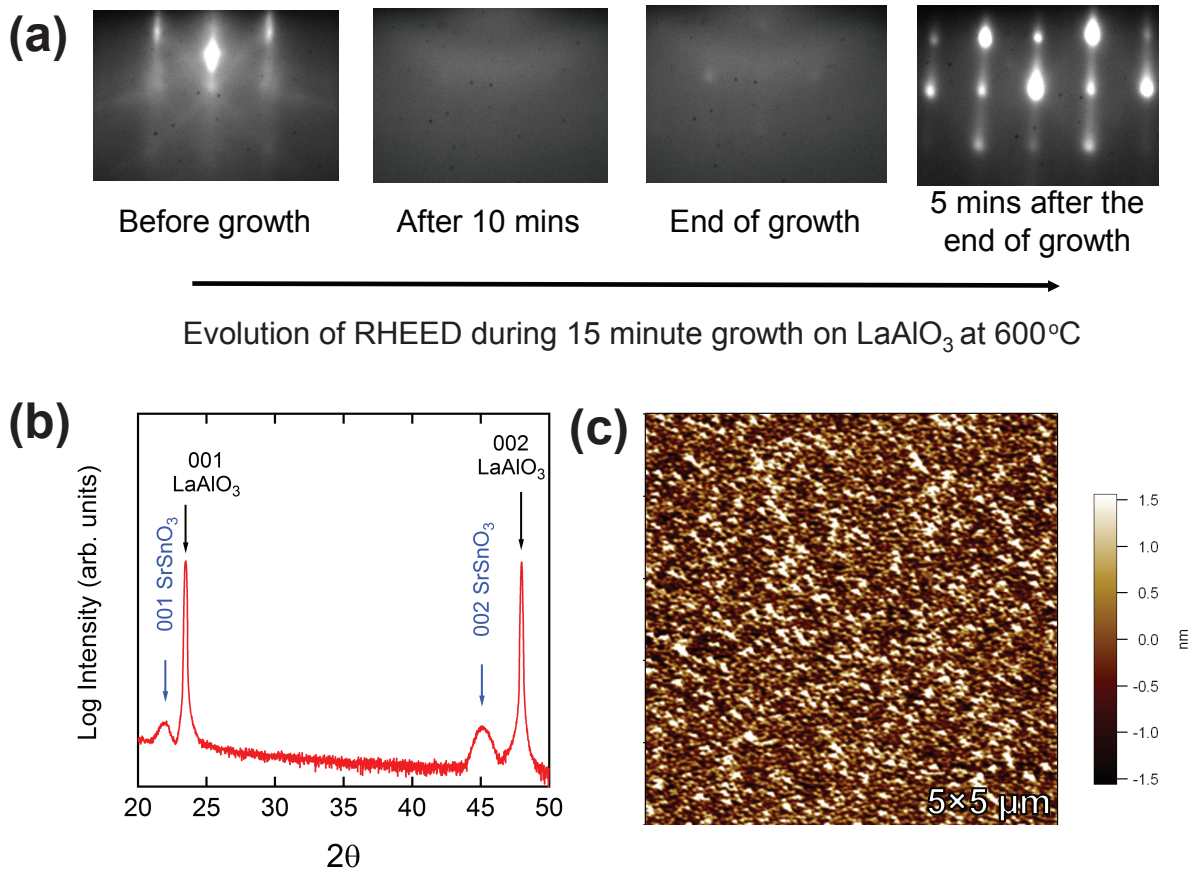 (a)
Before growth
After 10 mins
End of growth
5 mins after the
end of growth
Evolution of RHEED during 15 minute growth on LaAlO₃ at 600°C
(b)
Log Intensity (arb. units)
001 SrSnO₃
001
LaAlO₃
002 SrSnO₃
002
LaAlO₃
20 25 30 35 40 45 50
2θ
(c)
5×5 μm
1.5
1.0
0.5
0.0
-0.5
-1.0
-1.5
nm